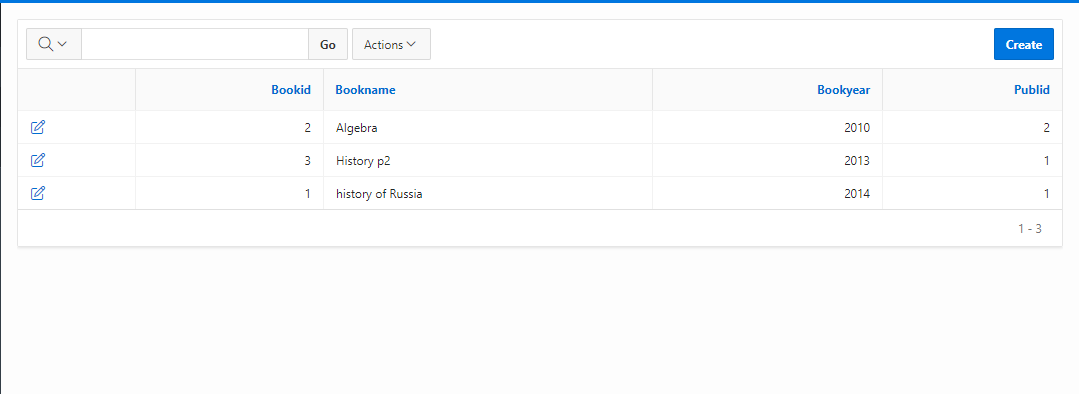 Go Actions Create
Bookid Bookname Bookyear Publid
2 Algebra 2010 2
3 History p2 2013 1
1 history of Russia 2014 1
1 - 3